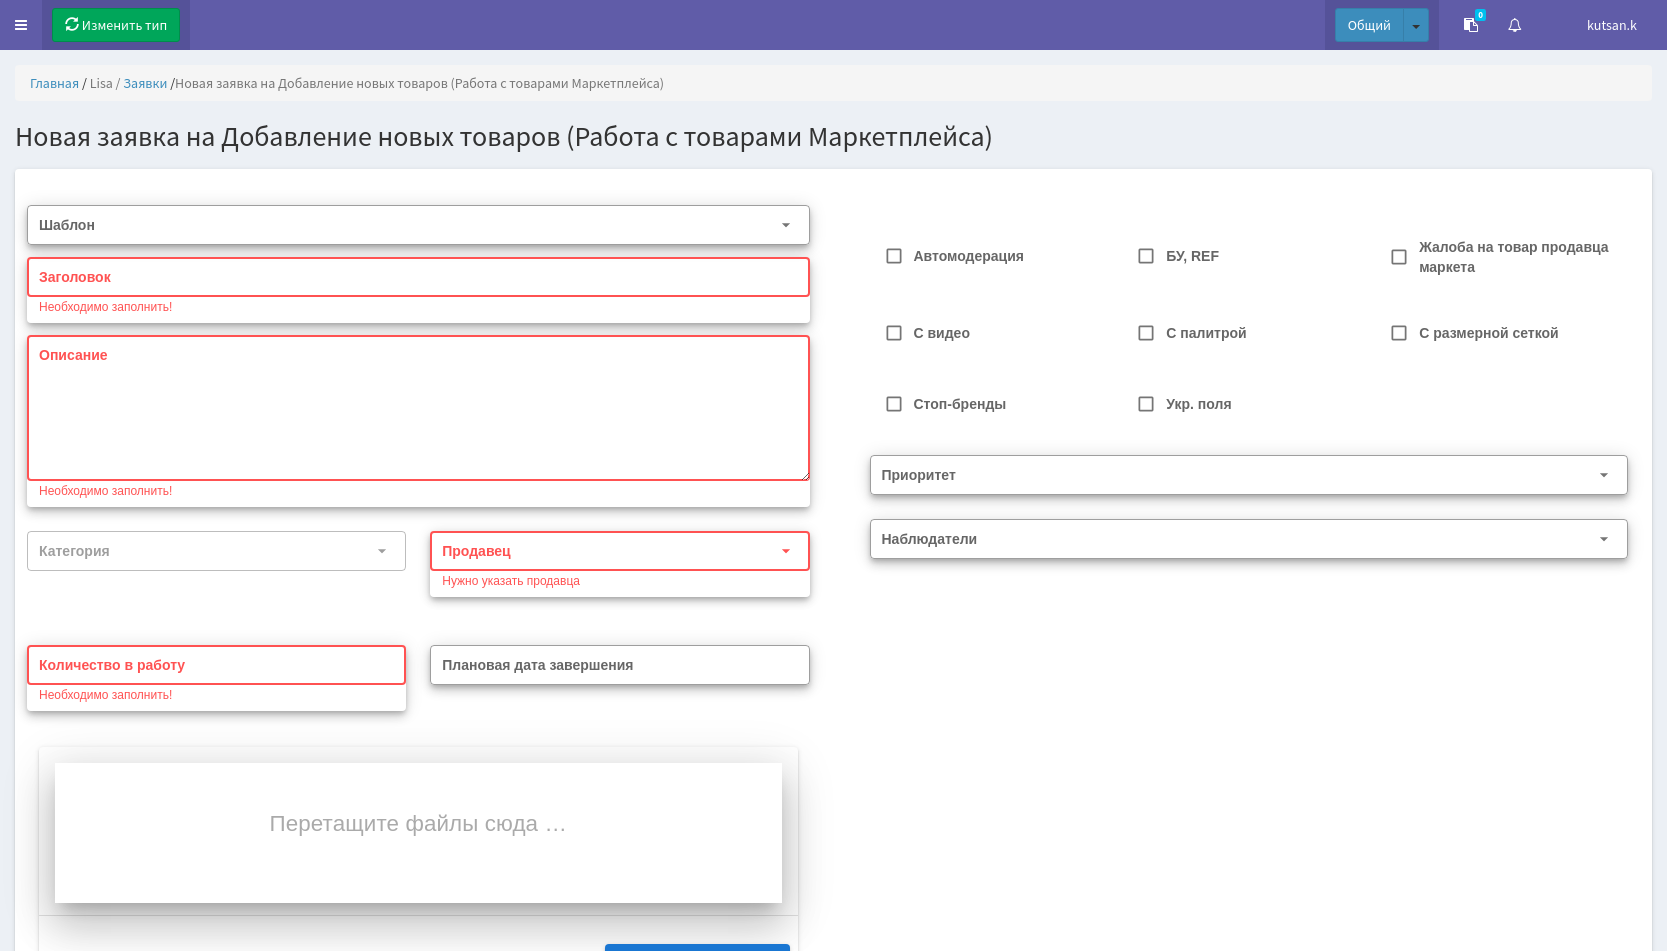 Изменить тип
Общий
0
kutsan.k
Главная / Lisa / Заявки /Новая заявка на Добавление новых товаров (Работа с товарами Маркетплейса)
Новая заявка на Добавление новых товаров (Работа с товарами Маркетплейса)
Шаблон
Заголовок
Необходимо заполнить!
Описание
Необходимо заполнить!
Категория
Продавец
Нужно указать продавца
Количество в работу
Необходимо заполнить!
Плановая дата завершения
Перетащите файлы сюда …
Автомодерация
БУ, REF
Жалоба на товар продавца
маркета
С видео
С палитрой
С размерной сеткой
Стоп-бренды
Укр. поля
Приоритет
Наблюдатели